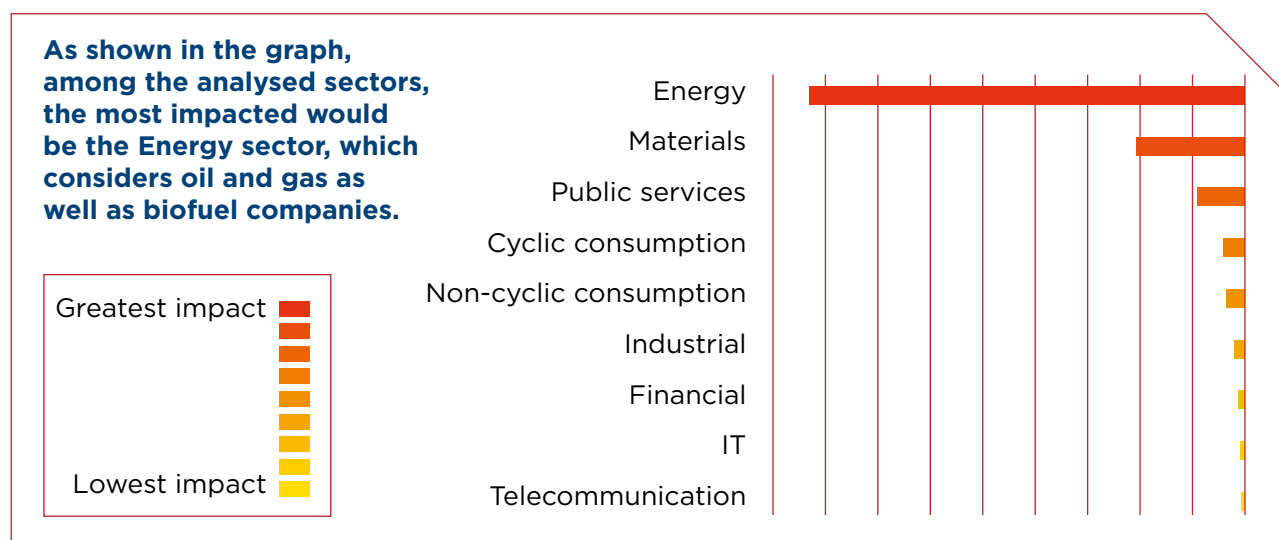 As shown in the graph,
among the analysed sectors,
the most impacted would
be the Energy sector, which
considers oil and gas as
well as biofuel companies.
Greatest impact
Lowest impact
Energy
Materials
Public services
Cyclic consumption
Non-cyclic consumption
Industrial
Financial
IT
Telecommunication